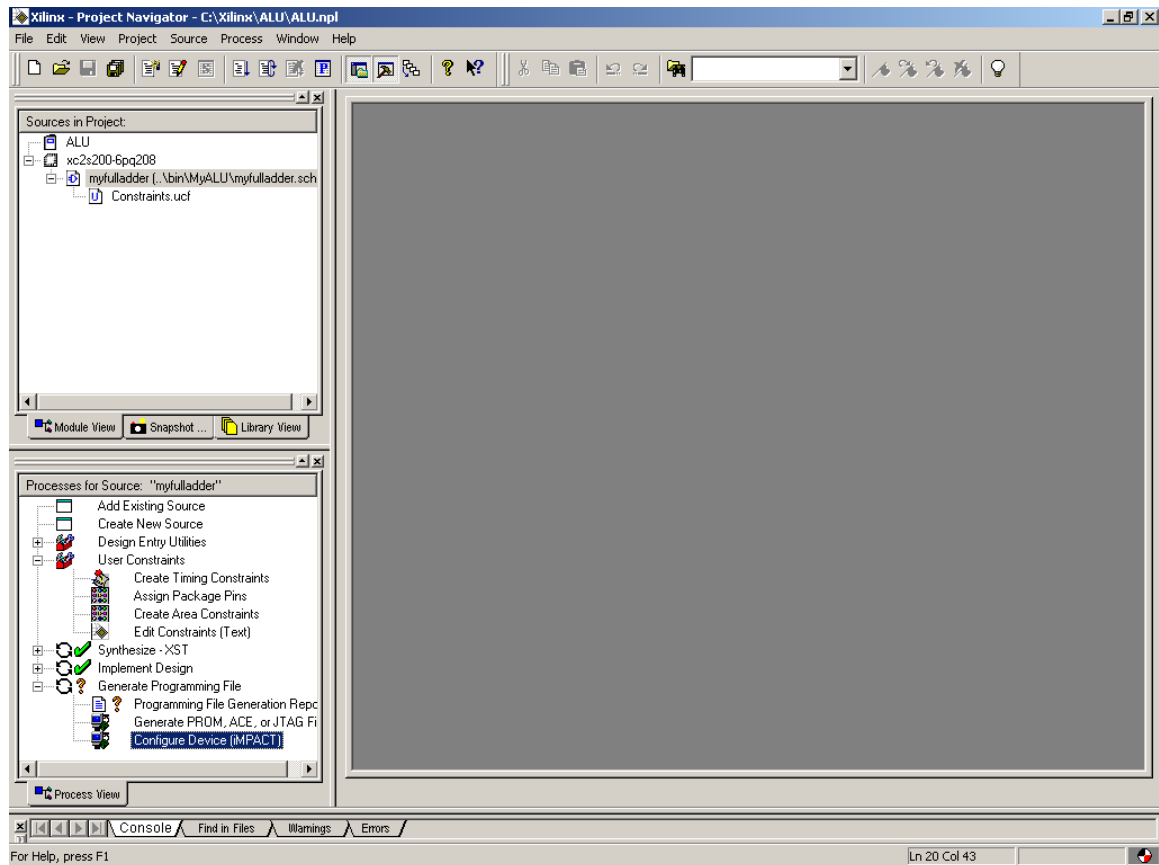 Xilinx - Project Navigator - C:\Xilinx\ALU\ALU.npl
File Edit View Project Source Process Window Help
Sources in Project:
ALU
xc2s200-6pq208
myfulladder (..\bin\MyALU\myfulladder.sch
Constraints.ucf
Module View Snapshot ... Library View
Processes for Source: "myfulladder"
Add Existing Source
Create New Source
Design Entry Utilities
User Constraints
Create Timing Constraints
Assign Package Pins
Create Area Constraints
Edit Constraints (Text)
Synthesize - XST
Implement Design
Generate Programming File
Programming File Generation Repc
Generate PROM, ACE, or JTAG Fi
Configure Device (iMPACT)
Process View
Console Find in Files Warnings Errors
For Help, press F1 Ln 20 Col 43